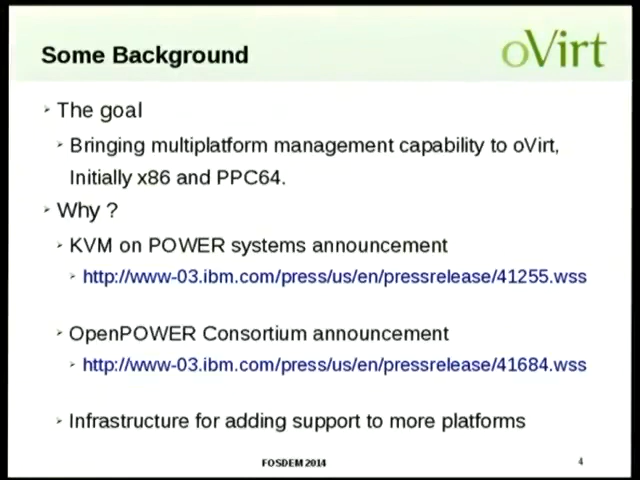 Some Background
oVirt
The goal
Bringing multiplatform management capability to oVirt,
Initially x86 and PPC64.
Why ?
KVM on POWER systems announcement
http://www-03.ibm.com/press/us/en/pressrelease/41255.wss
OpenPOWER Consortium announcement
http://www-03.ibm.com/press/us/en/pressrelease/41684.wss
Infrastructure for adding support to more platforms
FOSDEM 2014
4